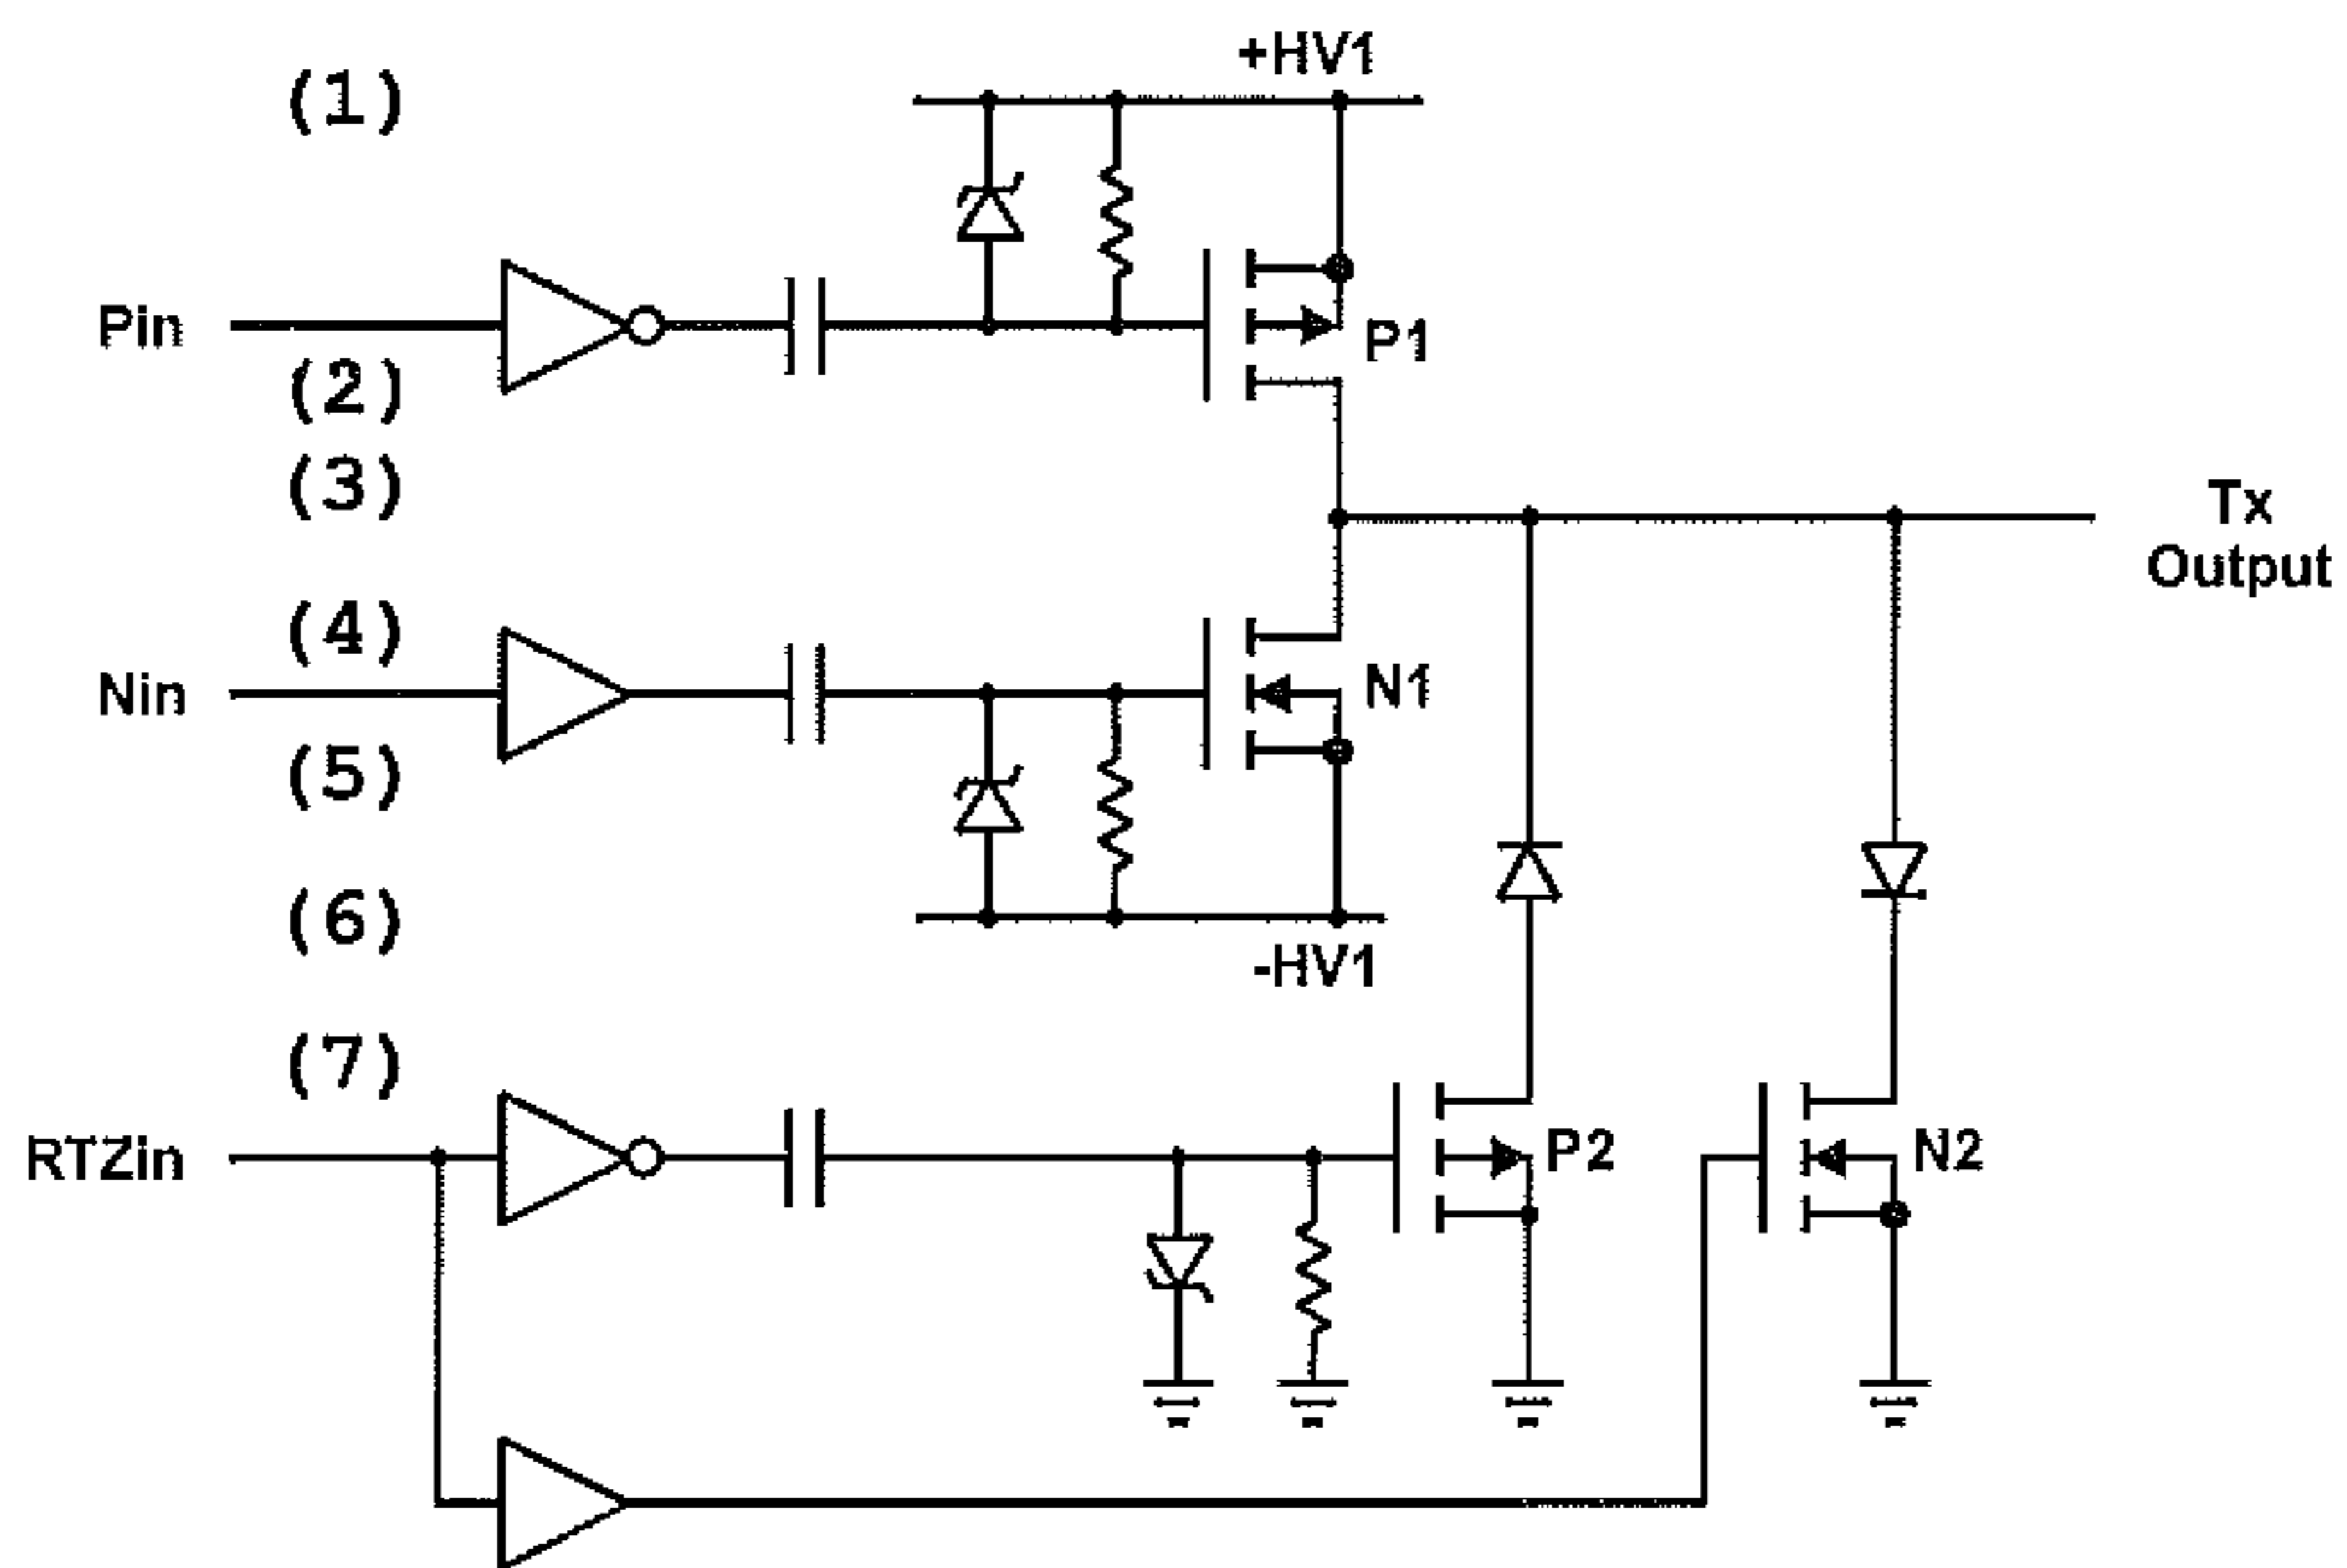 +HV1
(1)
Pin
P1
(2)
(3)
Tx
Output
(4)
Nin
N1
(5)
(6)
-HV1
(7)
RTZin
P2
N2